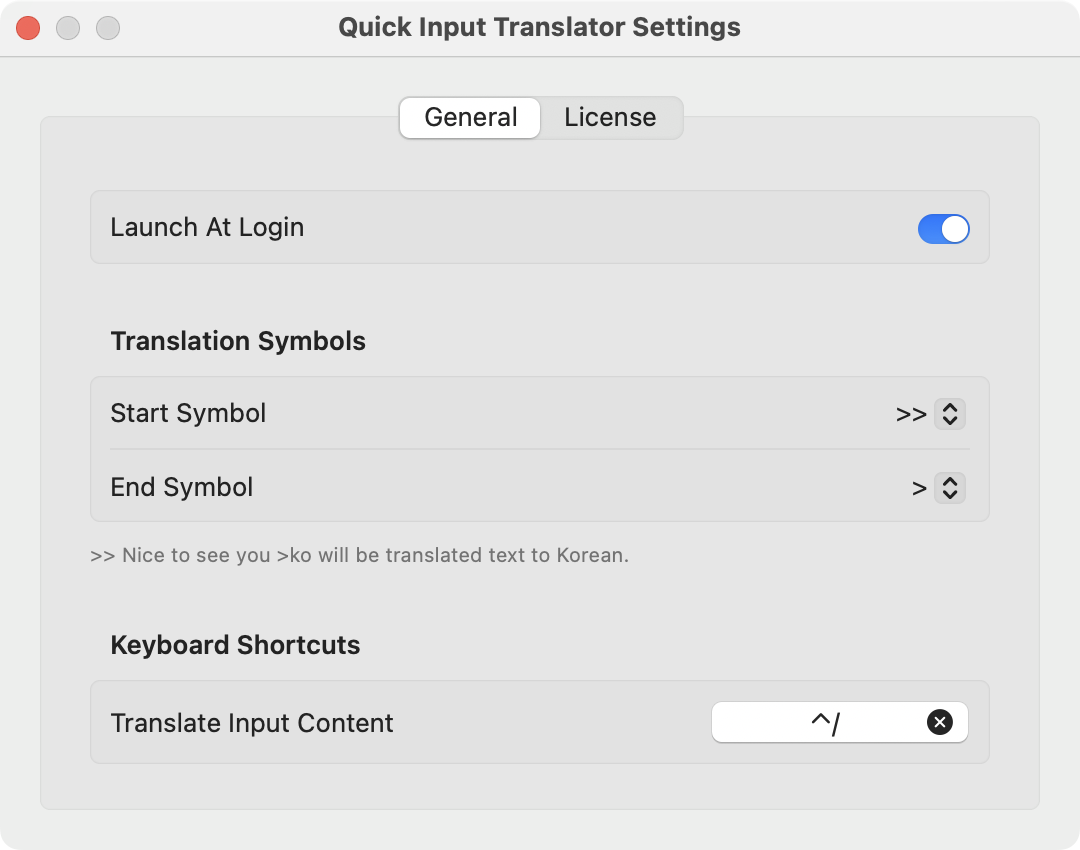 Quick Input Translator Settings
General License
Launch At Login
Translation Symbols
Start Symbol >>
End Symbol >
>> Nice to see you >ko will be translated text to Korean.
Keyboard Shortcuts
Translate Input Content ^/